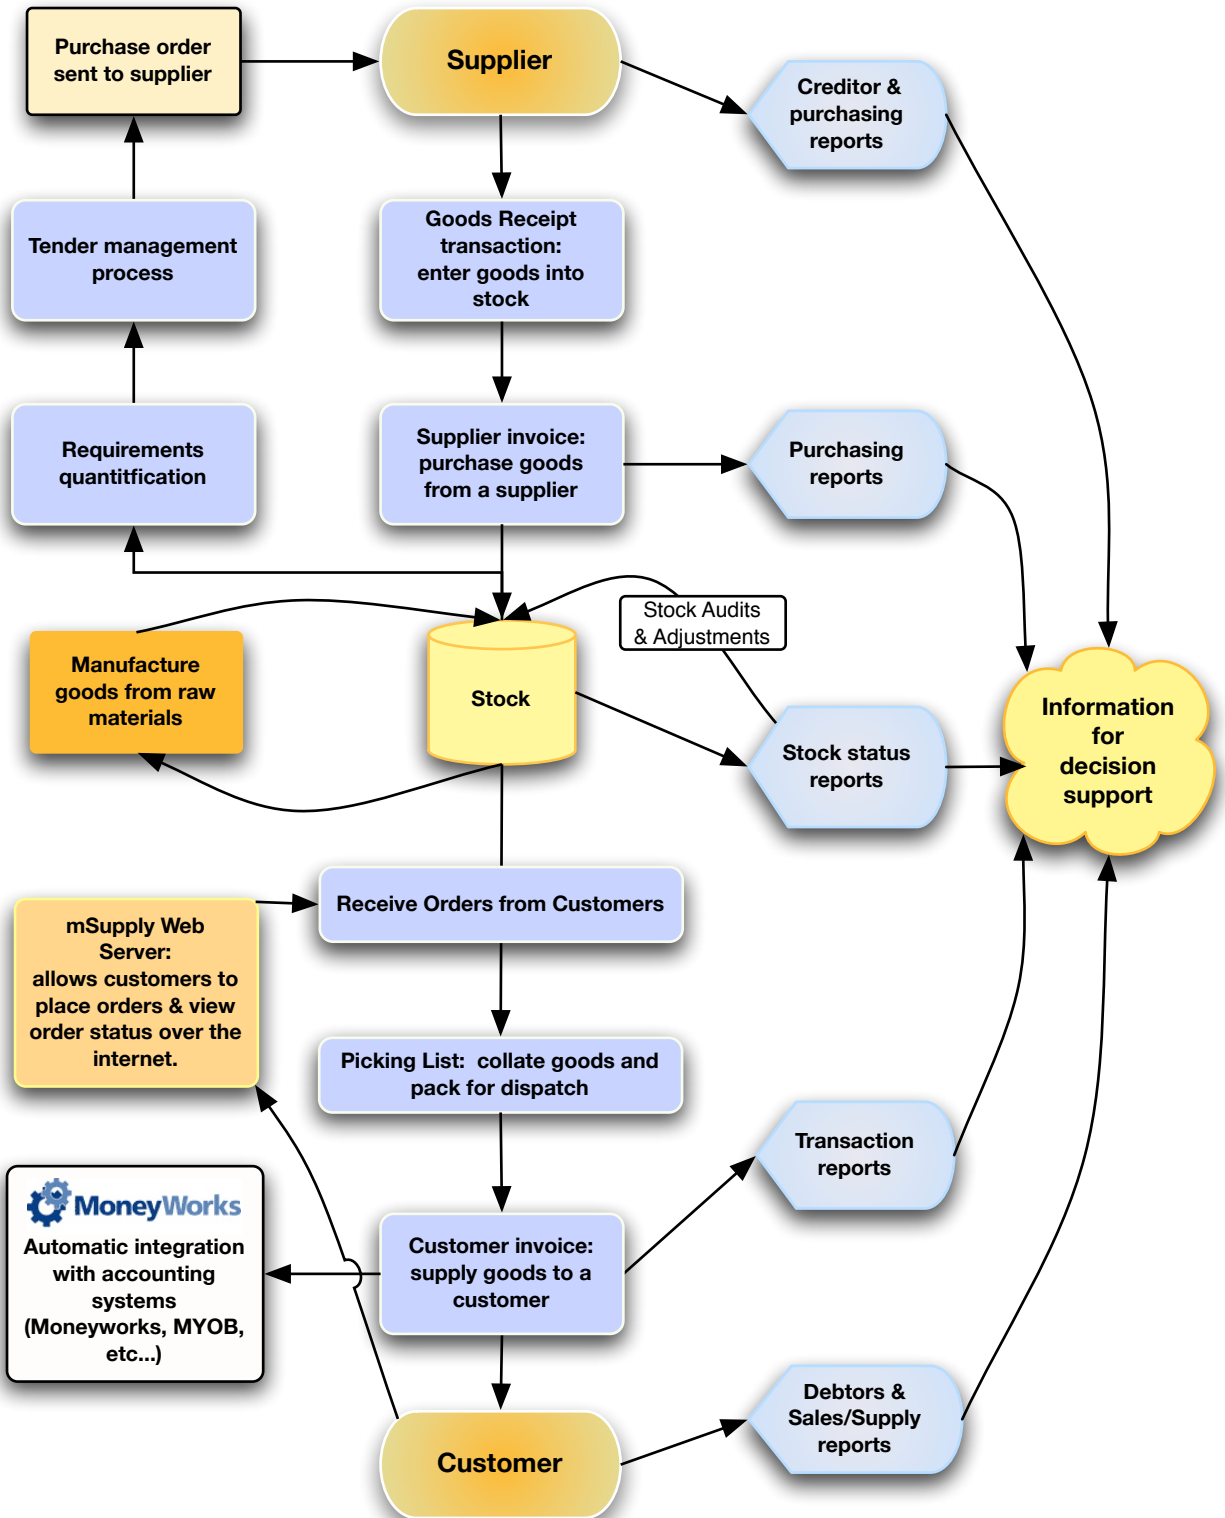 Purchase order
sent to supplier
Supplier
Creditor &
purchasing
reports
Tender management
process
Goods Receipt
transaction:
enter goods into
stock
Requirements
quantitfication
Supplier invoice:
purchase goods
from a supplier
Purchasing
reports
Stock Audits
& Adjustments
Manufacture
goods from raw
materials
Stock
Stock status
reports
Information
for
decision
support
Receive Orders from Customers
mSupply Web
Server:
allows customers to
place orders & view
order status over the
internet.
Picking List:  collate goods and
pack for dispatch
Transaction
reports
MoneyWorks
Automatic integration
with accounting
systems
(Moneyworks, MYOB,
etc...)
Customer invoice:
supply goods to a
customer
Debtors &
Sales/Supply
reports
Customer